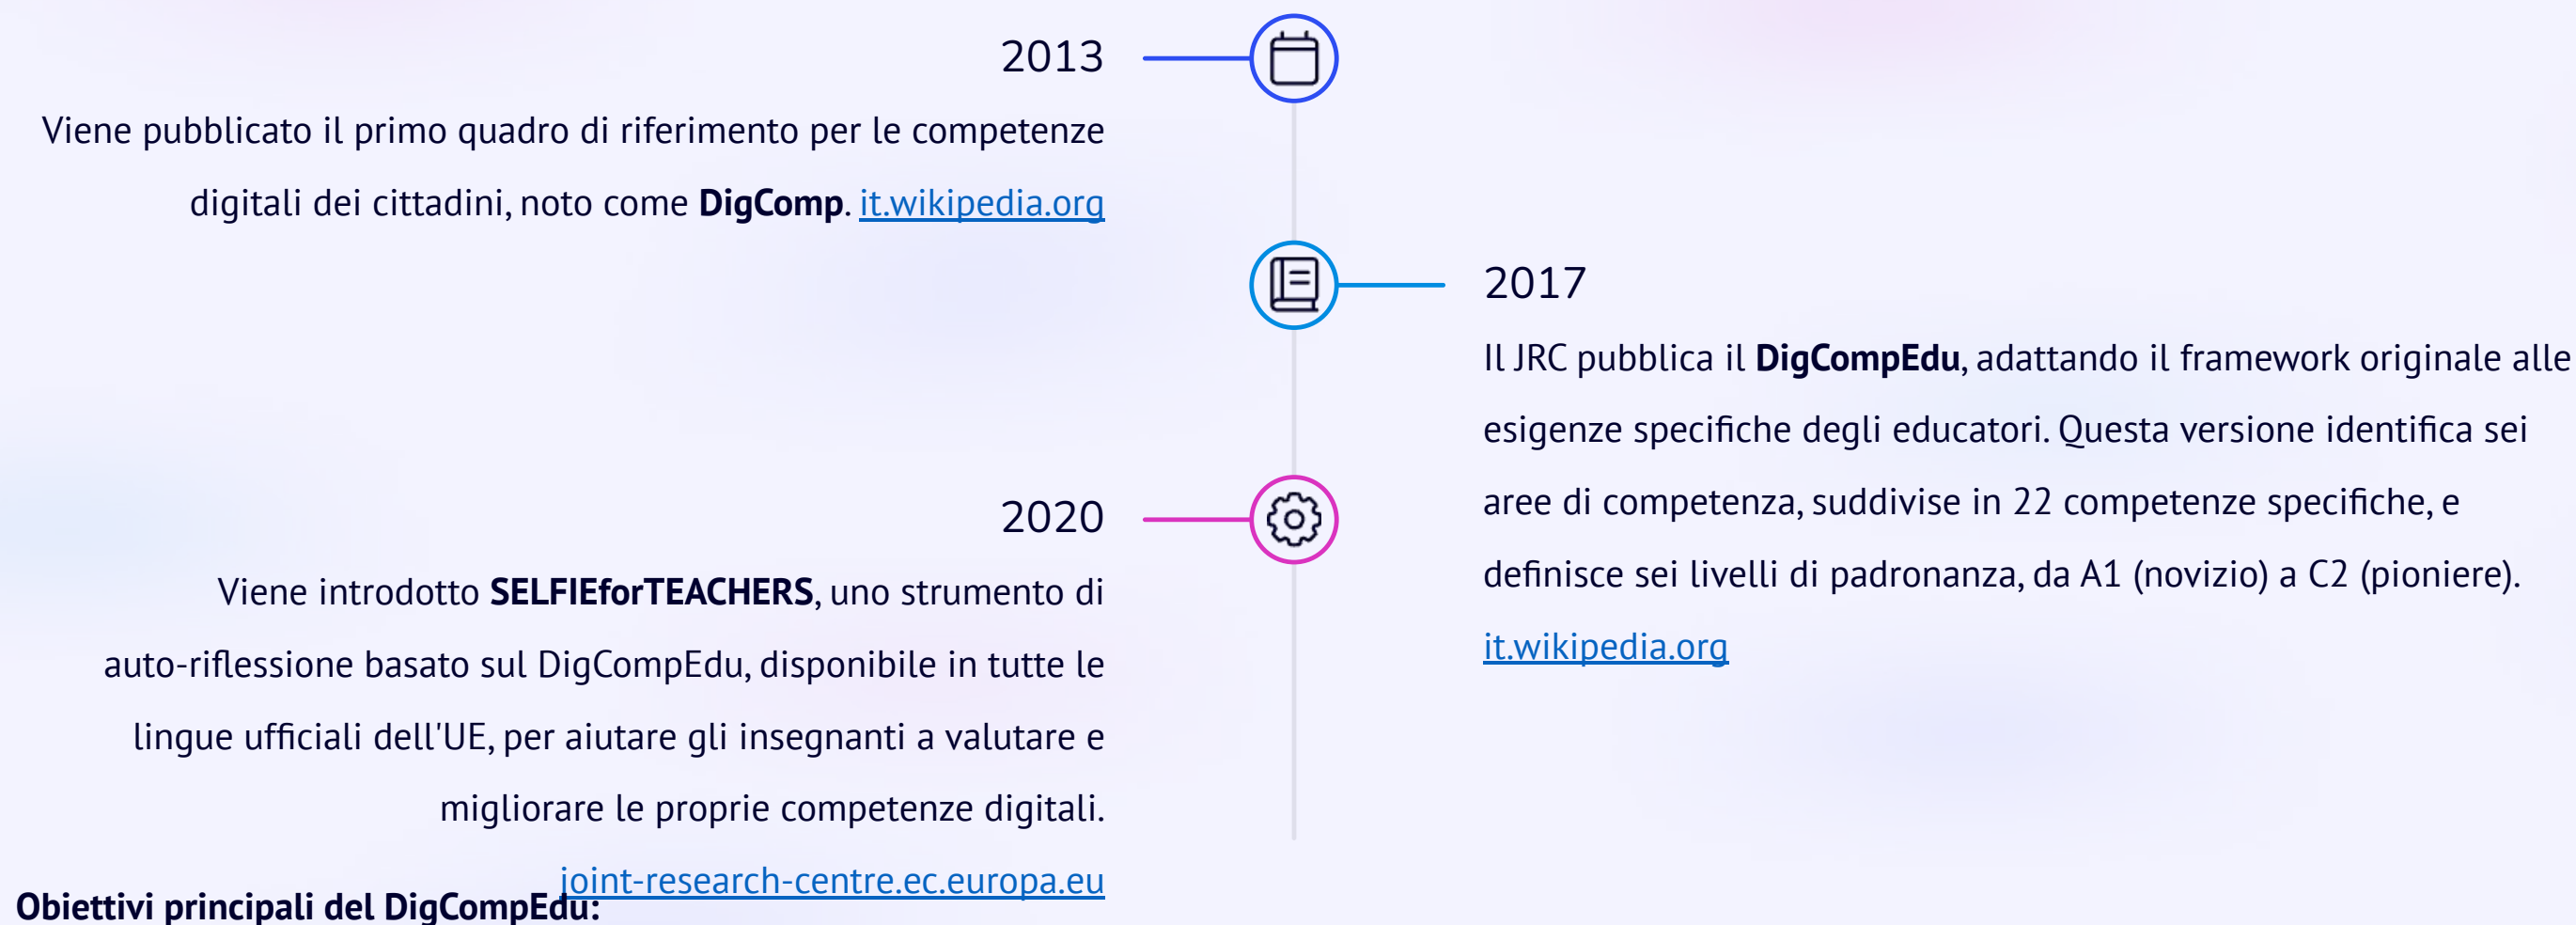 2013
Viene pubblicato il primo quadro di riferimento per le competenze
digitali dei cittadini, noto come DigComp. it.wikipedia.org
2017
Il JRC pubblica il DigCompEdu, adattando il framework originale alle
esigenze specifiche degli educatori. Questa versione identifica sei
aree di competenza, suddivise in 22 competenze specifiche, e
definisce sei livelli di padronanza, da A1 (novizio) a C2 (pioniere).
it.wikipedia.org
2020
Viene introdotto SELFIEforTEACHERS, uno strumento di
auto-riflessione basato sul DigCompEdu, disponibile in tutte le
lingue ufficiali dell'UE, per aiutare gli insegnanti a valutare e
migliorare le proprie competenze digitali.
joint-research-centre.ec.europa.eu
Obiettivi principali del DigCompEdu: